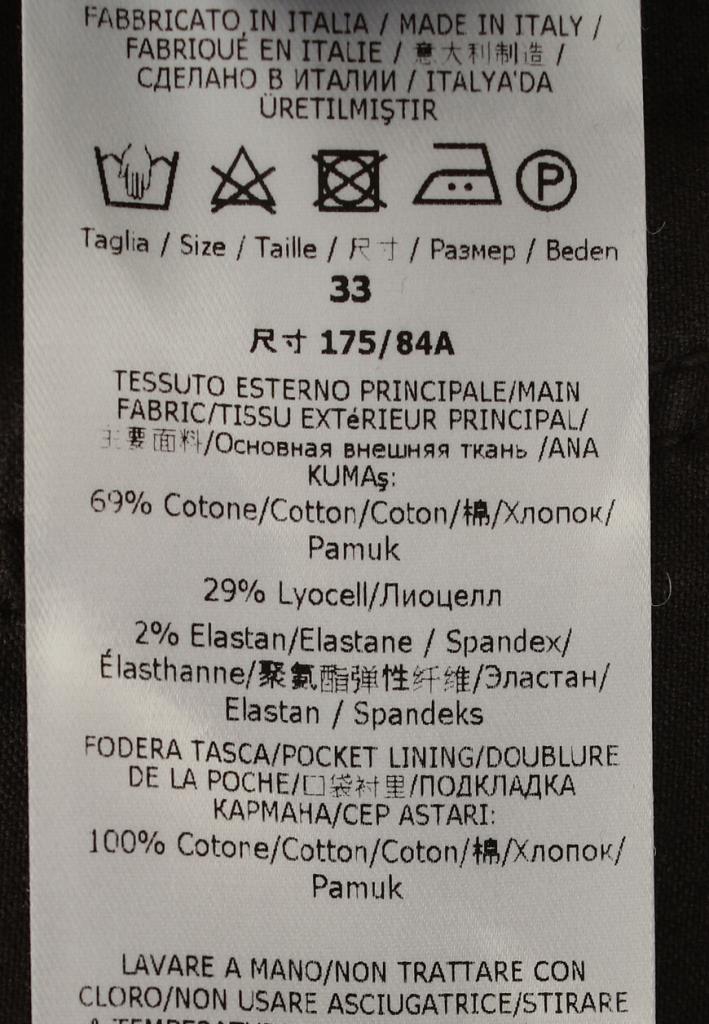 FABBRICATO IN ITALIA / MADE IN ITALY /
FABRIQUÉ EN ITALIE / 意大利制造 /
СДЕЛАНО В ИТАЛИИ / ITALYA'DA
ÜRETILMIŞTIR
P
Taglia / Size / Taille / 尺寸 / Размер / Beden
33
尺寸 175/84A
TESSUTO ESTERNO PRINCIPALE/MAIN
FABRIC/TISSU EXTéRIEUR PRINCIPAL/
主要面料/Основная внешняя ткань /ANA
KUMAş:
69% Cotone/Cotton/Coton/棉/Хлопок/
Pamuk
29% Lyocell/Лиоцелл
2% Elastan/Elastane / Spandex/
Élasthanne/聚氨酯弹性纤维/Эластан/
Elastan / Spandeks
FODERA TASCA/POCKET LINING/DOUBLURE
DE LA POCHE/口袋衬里/ПОДКЛАДКА
КАРМАНА/CEP ASTARI:
100% Cotone/Cotton/Coton/棉/Хлопок/
Pamuk
LAVARE A MANO/NON TRATTARE CON
CLORO/NON USARE ASCIUGATRICE/STIRARE